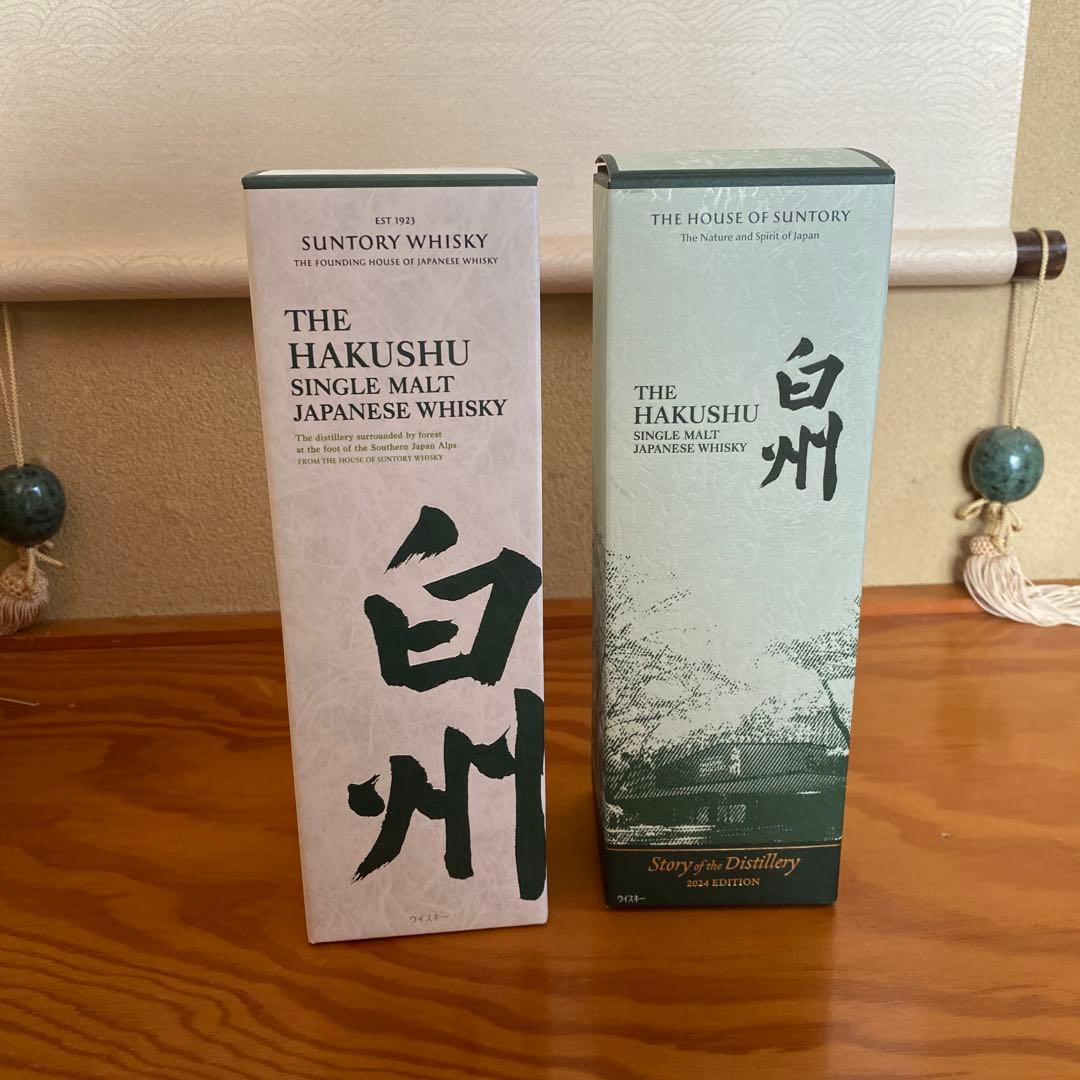 EST 1923
SUNTORY WHISKY
THE FOUNDING HOUSE OF JAPANESE WHISKY
THE
HAKUSHU
SINGLE MALT
JAPANESE WHISKY
The distillery surrounded by forest
at the foot of the Southern Japan Alps
FROM THE HOUSE OF SUNTORY WHISKY
白州
ウイスキー
THE HOUSE OF SUNTORY
The Nature and Spirit of Japan
THE
HAKUSHU
SINGLE MALT
JAPANESE WHISKY
白州
Story of the Distillery
2024 EDITION
ウイスキー